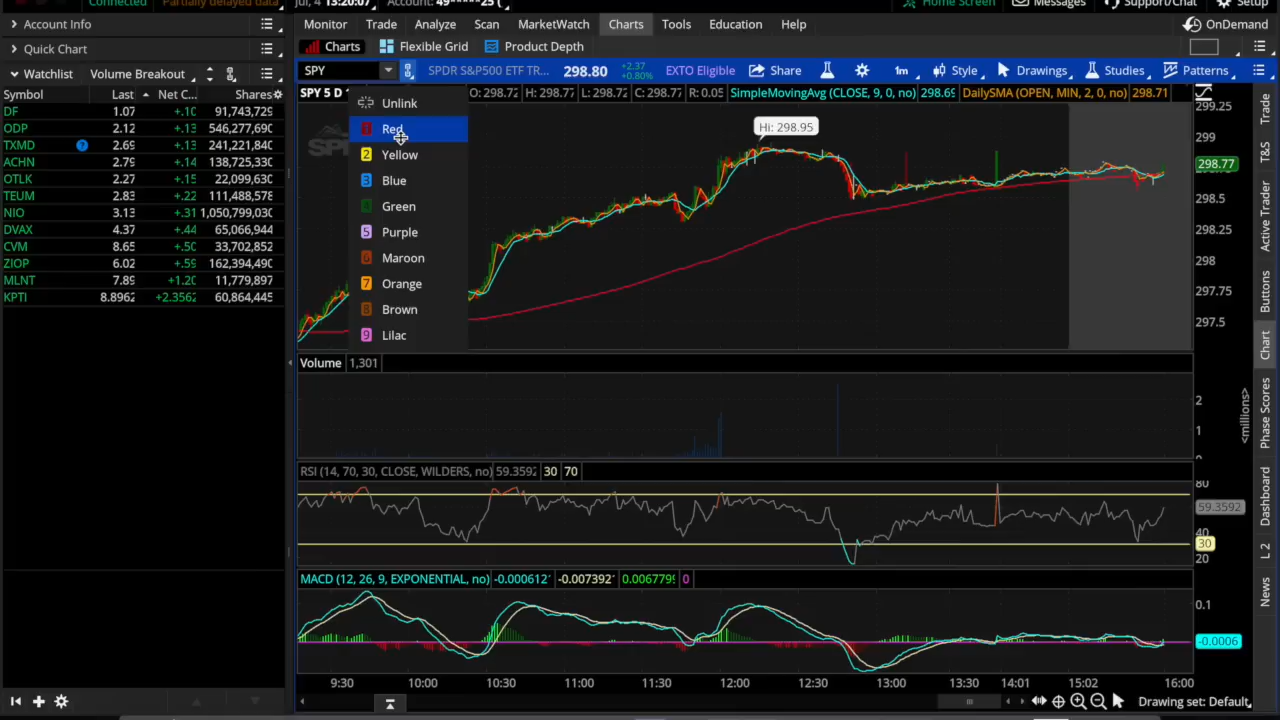 Connected Partially delayed data Jul, 4 13:20:07 Account: 49*****25 ( Home Screen Messages Support/Chat Setup
Account Info
Monitor Trade Analyze Scan MarketWatch Charts Tools Education Help OnDemand
Quick Chart
Charts Flexible Grid Product Depth
Watchlist Volume Breakout
SPY SPDR S&P500 ETF TR... 298.80 +2.37 +0.80% EXTO Eligible Share 1m Style Drawings Studies Patterns
Symbol Last Net C... Shares
SPY 5 D 1 O: 298.72 H: 298.77 L: 298.72 C: 298.77 R: 0.05 SimpleMovingAvg (CLOSE, 9, 0, no) 298.69 DailySMA (OPEN, MIN, 2, 0, no) 298.71
DF 1.07 +.10 91,743,729
ODP 2.12 +.13 546,277,690
TXMD ? 2.69 +.13 241,221,840
ACHN 2.79 +.14 138,725,330
OTLK 2.27 +.15 22,099,630
TEUM 2.83 +.22 111,488,578
NIO 3.13 +.31 1,050,799,030
DVAX 4.37 +.44 65,066,944
CVM 8.65 +.50 33,702,852
ZIOP 6.02 +.59 162,394,490
MLNT 7.89 +1.20 11,779,897
KPTI 8.8962 +2.3562 60,864,445
Unlink
Red
2 Yellow
3 Blue
Green
5 Purple
6 Maroon
7 Orange
8 Brown
9 Lilac
Hi: 298.95
299.25
299
298.77
298.5
298.25
298
297.75
297.5
Volume 1,301
2
1
<millions>
RSI (14, 70, 30, CLOSE, WILDERS, no) 59.3592 30 70
80
59.3592
40
30
20
MACD (12, 26, 9, EXPONENTIAL, no) -0.000612 -0.007392 0.006779 0
0.1
-0.0006
9:30 10:00 10:30 11:00 11:30 12:00 12:30 13:00 13:30 14:01 15:02 16:00
Drawing set: Default
Trade
T&S
Active Trader
Buttons
Chart
Phase Scores
Dashboard
L 2
News